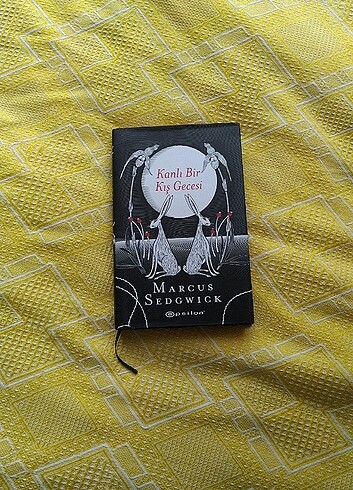 Kanlı Bir
Kış Gecesi
MARCUS
SEDGWICK
epsilon